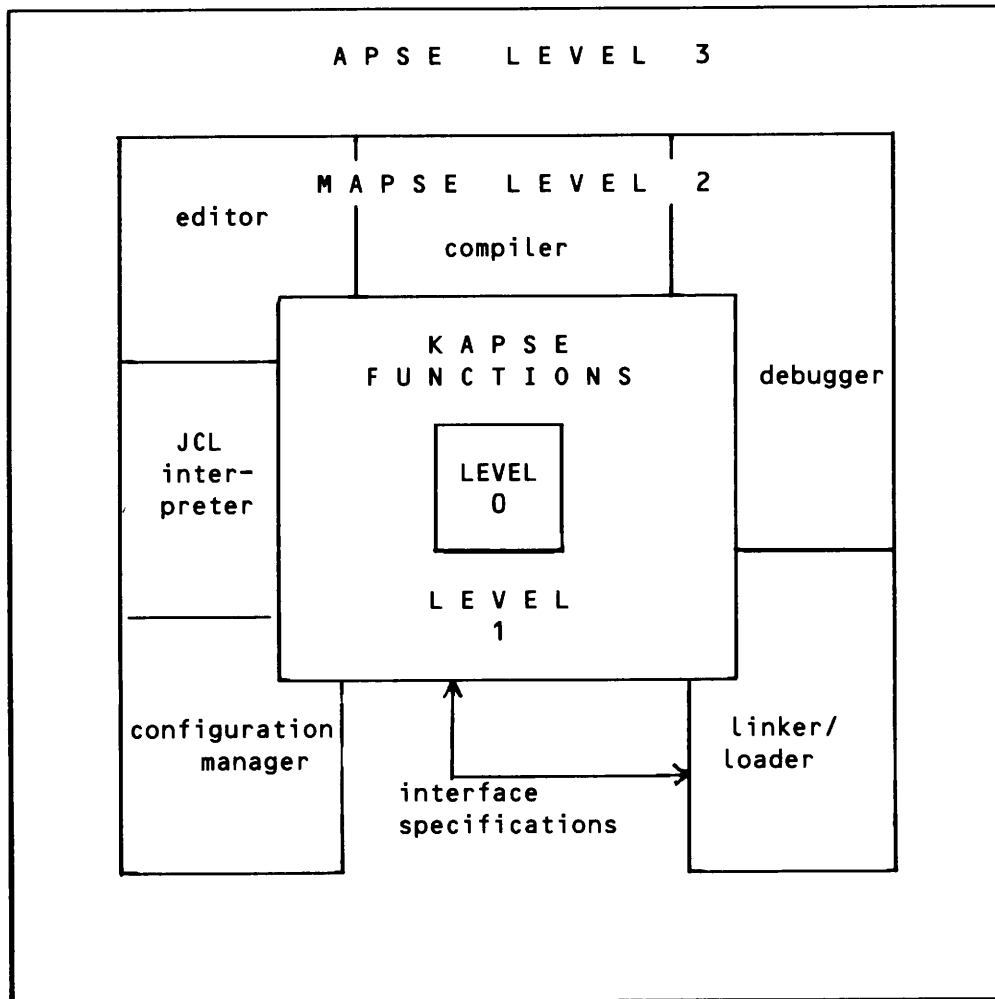 APSE LEVEL 3
MAPSE LEVEL 2
editor
compiler
KAPSE
FUNCTIONS
debugger
JCL
inter-
preter
LEVEL
0
LEVEL
1
configuration
manager
linker/
loader
interface
specifications